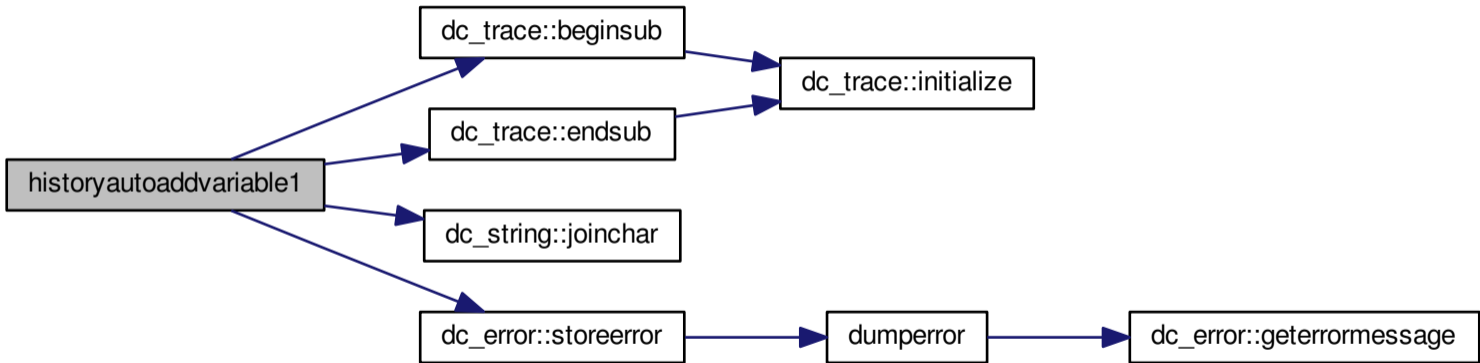 dc_trace::beginsub
dc_trace::initialize
dc_trace::endsub
historyautoaddvariable1
dc_string::joinchar
dc_error::storeerror
dumperror
dc_error::geterrormessage